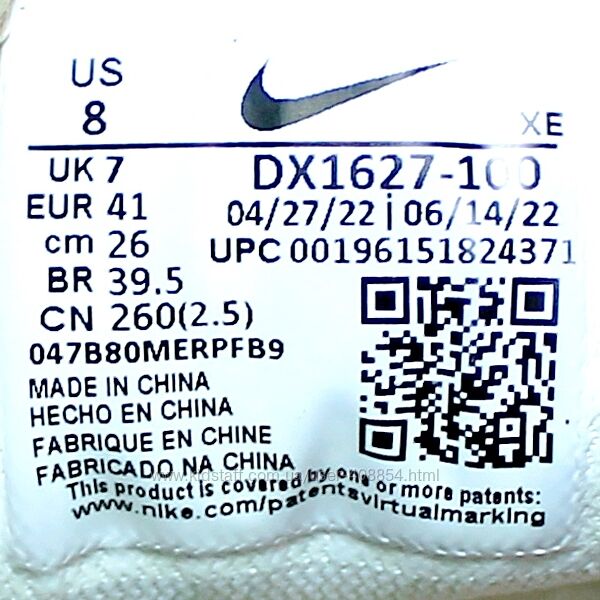 US
8
XE
UK 7
EUR 41
cm 26
BR 39.5
CN 260(2.5)
DX1627-100
04/27/22 | 06/14/22
UPC 00196151824371
047B80MERPFB9
MADE IN CHINA
HECHO EN CHINA
FABRIQUE EN CHINE
FABRICADO NA CHINA
This product is covered by one or more patents:
www.nike.com/patentsvirtualmarking